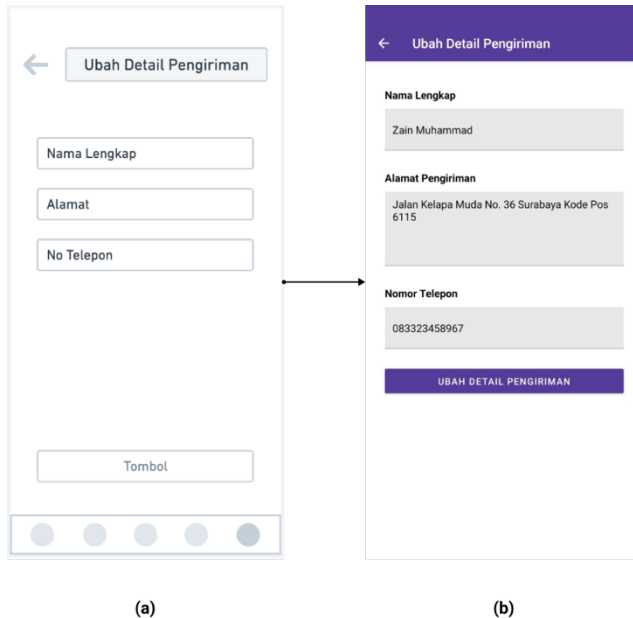 Ubah Detail Pengiriman
Nama Lengkap
Alamat
No Telepon
Tombol
(a)
Ubah Detail Pengiriman
Nama Lengkap
Zain Muhammad
Alamat Pengiriman
Jalan Kelapa Muda No. 36 Surabaya Kode Pos
6115
Nomor Telepon
083323458967
UBAH DETAIL PENGIRIMAN
(b)